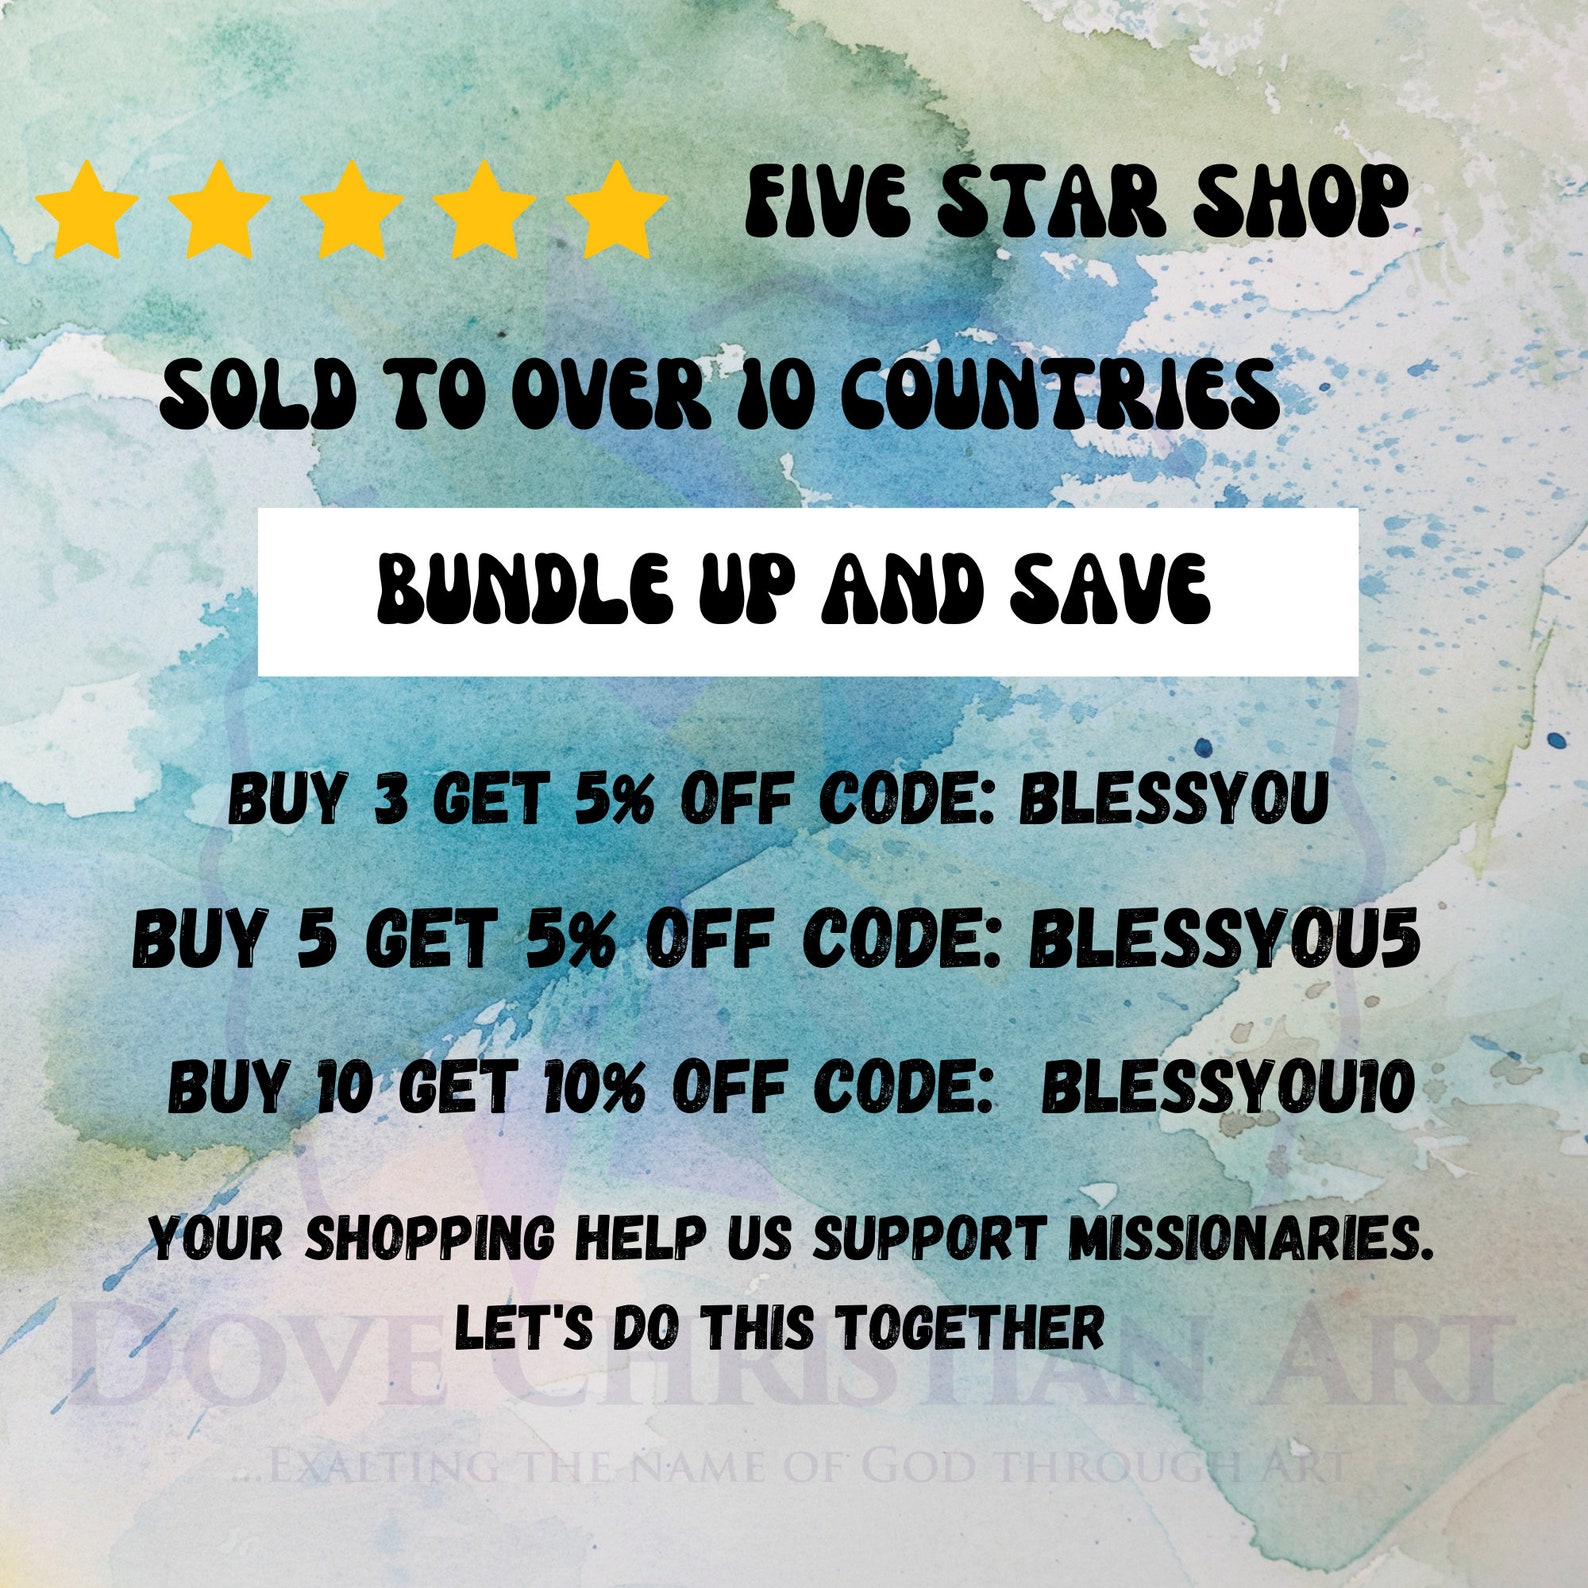 FIVE STAR SHOP
SOLD TO OVER 10 COUNTRIES
BUNDLE UP AND SAVE
BUY 3 GET 5% OFF CODE: BLESSYOU
BUY 5 GET 5% OFF CODE: BLESSYOU5
BUY 10 GET 10% OFF CODE: BLESSYOU10
YOUR SHOPPING HELP US SUPPORT MISSIONARIES.
LET'S DO THIS TOGETHER
DOVE CHRISTIAN ART
...EXALTING THE NAME OF GOD THROUGH ART